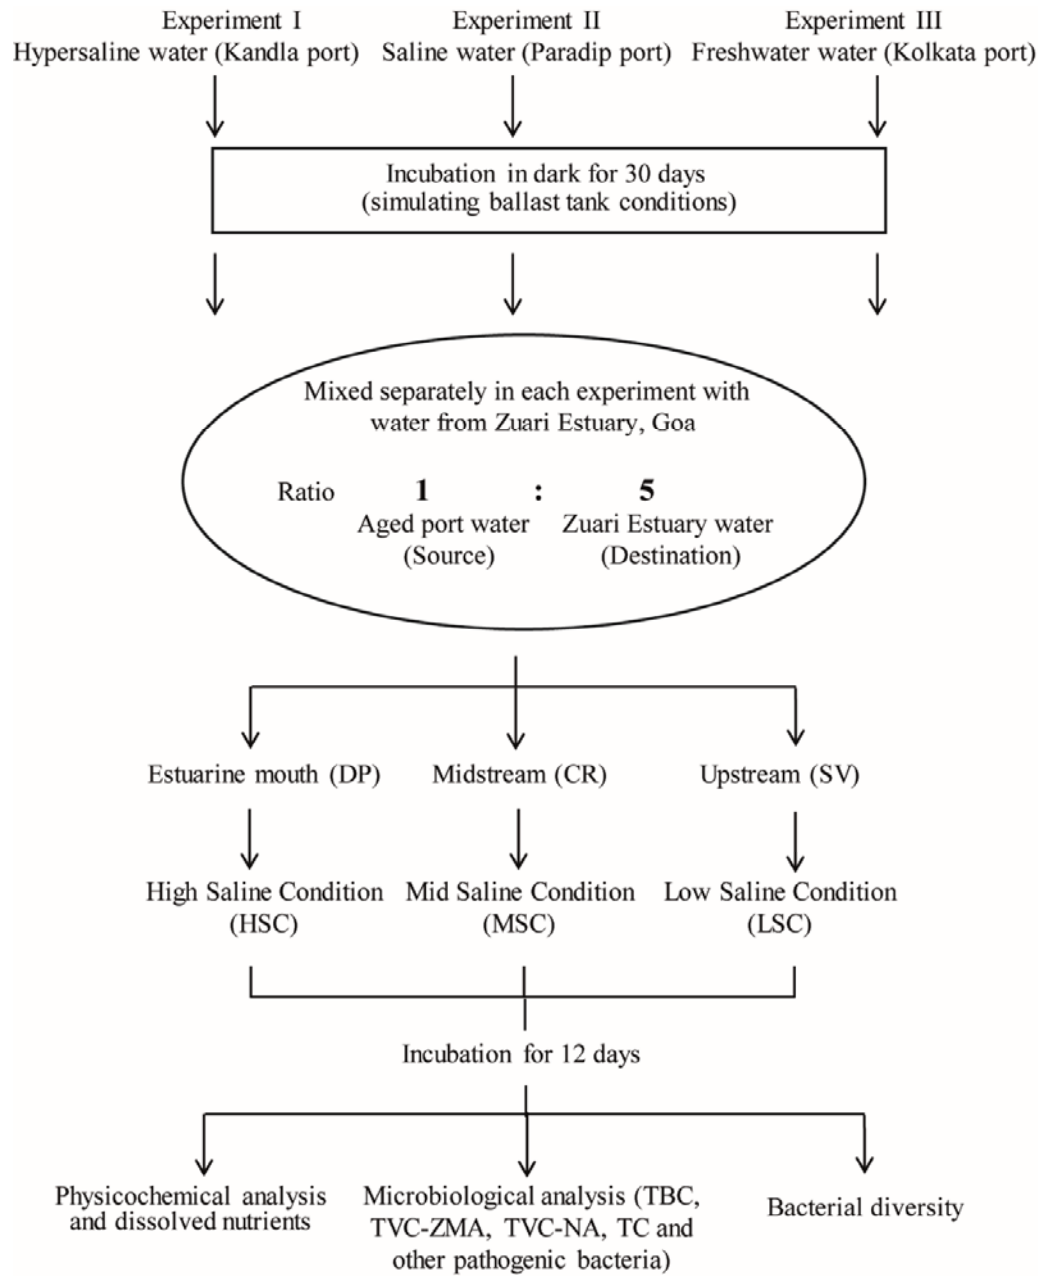 Experiment I
Hypersaline water (Kandla port)
Experiment II
Saline water (Paradip port)
Experiment III
Freshwater water (Kolkata port)
Incubation in dark for 30 days
(simulating ballast tank conditions)
Mixed separately in each experiment with
water from Zuari Estuary, Goa
Ratio 1 : 5
Aged port water
(Source)
Zuari Estuary water
(Destination)
Estuarine mouth (DP)
Midstream (CR)
Upstream (SV)
High Saline Condition
(HSC)
Mid Saline Condition
(MSC)
Low Saline Condition
(LSC)
Incubation for 12 days
Physicochemical analysis
and dissolved nutrients
Microbiological analysis (TBC,
TVC-ZMA, TVC-NA, TC and
other pathogenic bacteria)
Bacterial diversity